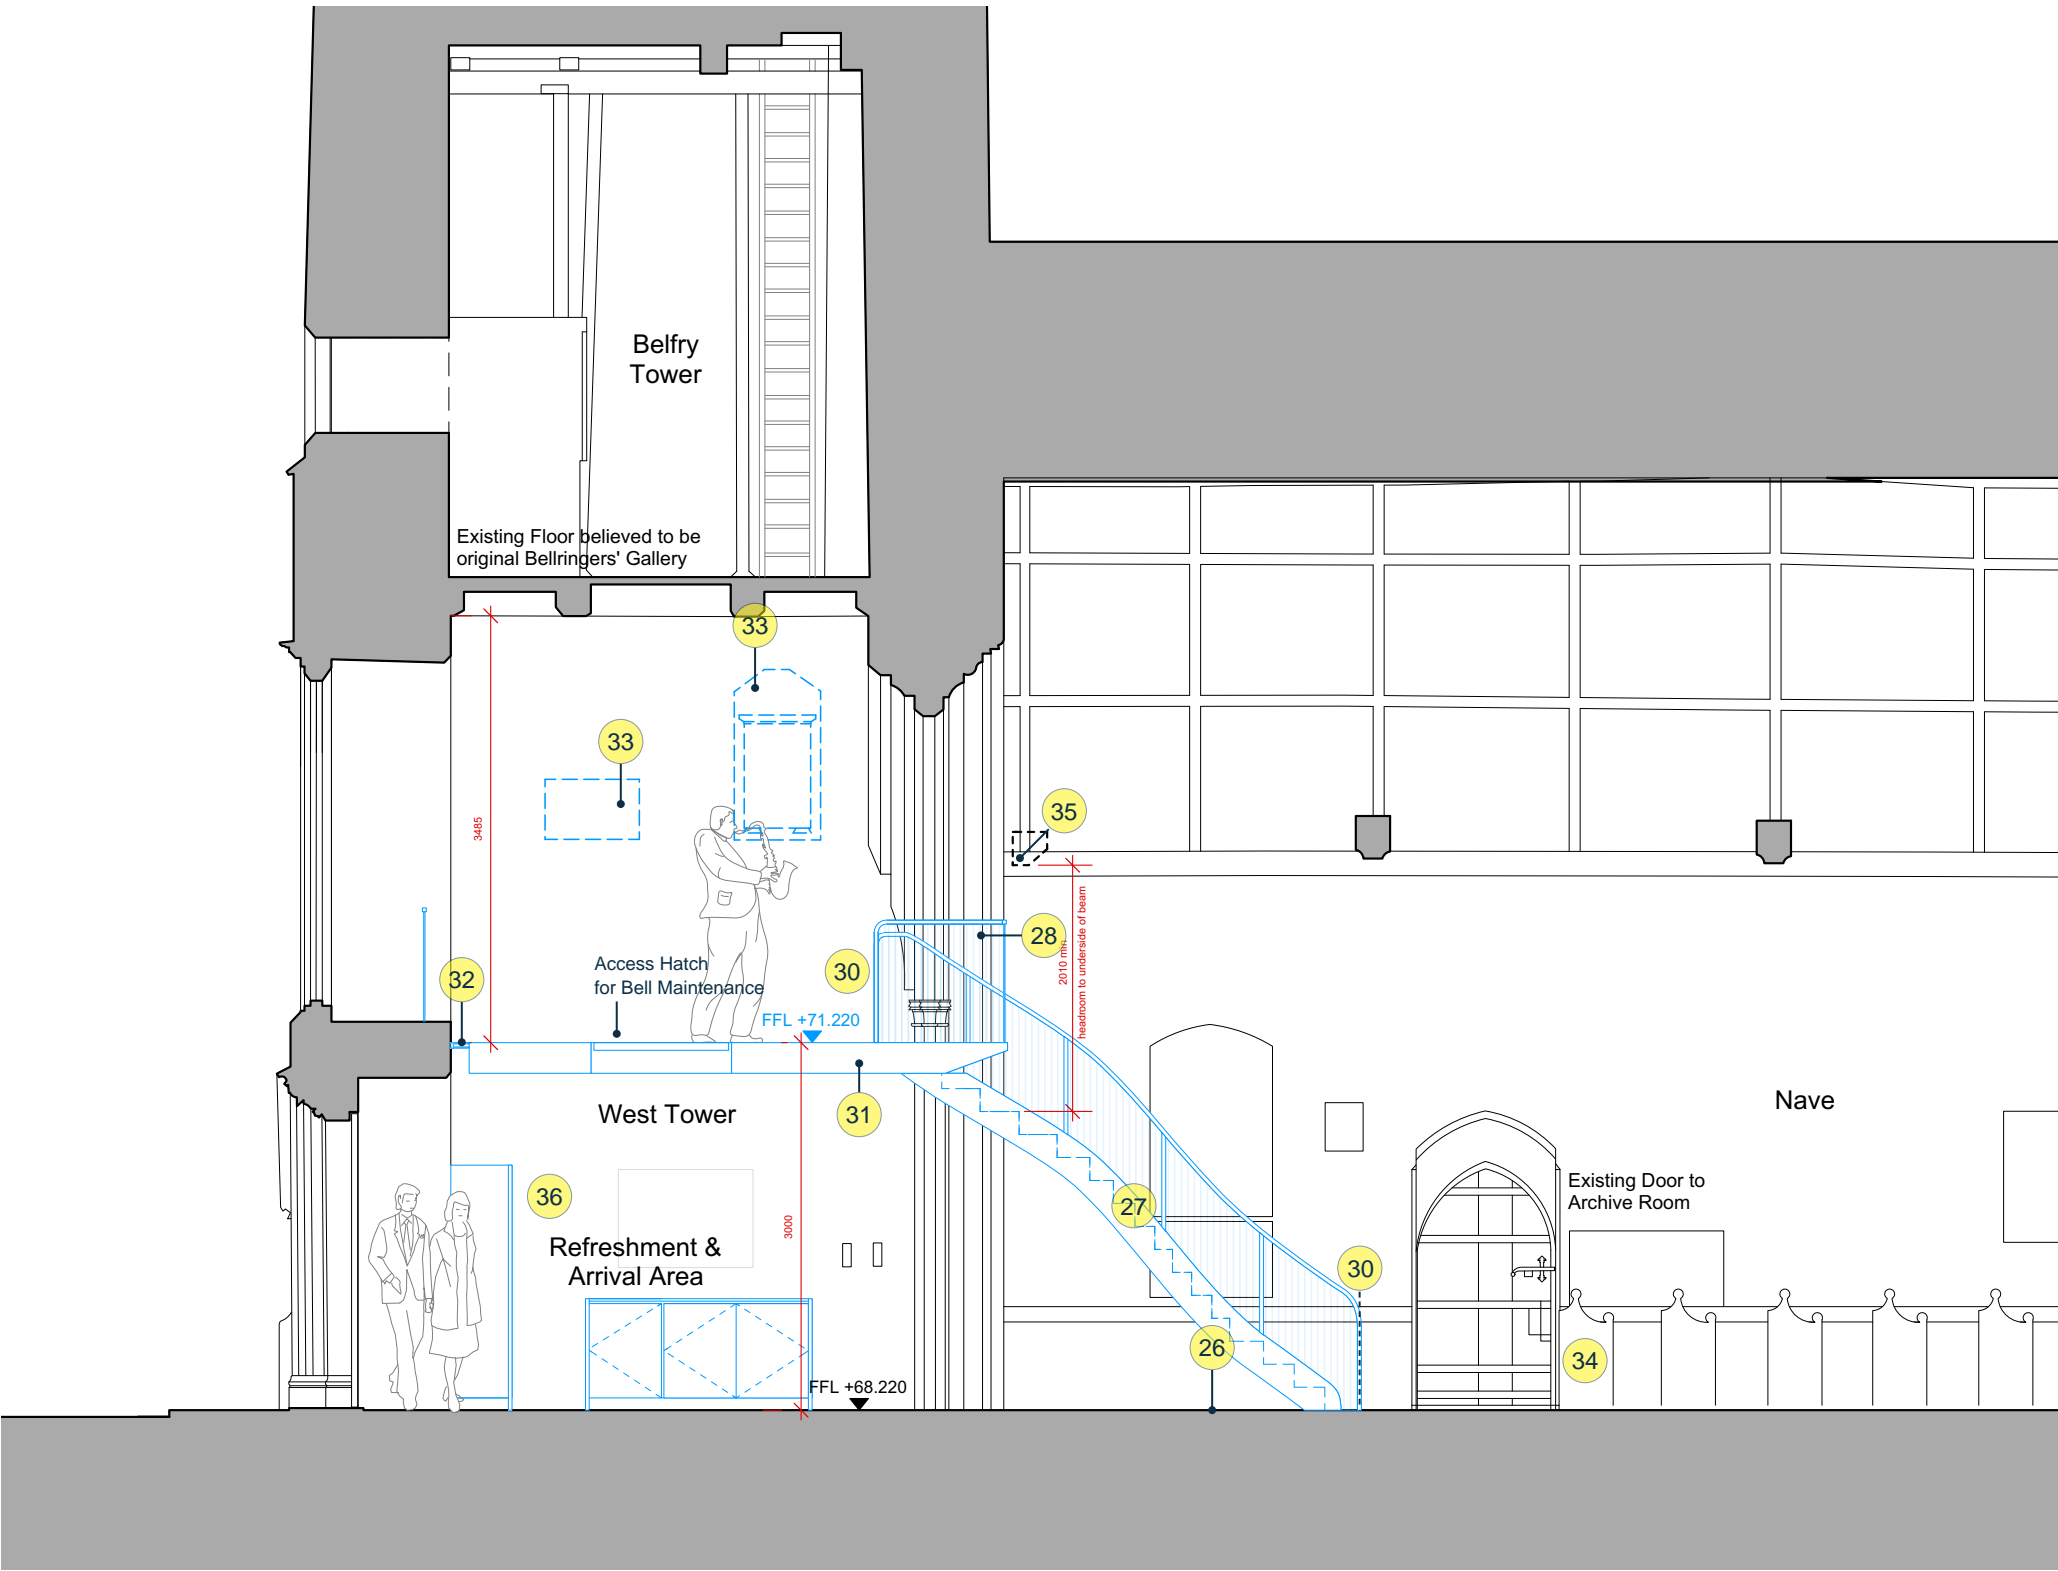 Belfry
Tower
Existing Floor believed to be
original Bellringers' Gallery
33
33
35
3485
28
30
2010 mm
headroom to underside of beam
32
Access Hatch
for Bell Maintenance
FFL +71.220
31
West Tower
Nave
36
27
Existing Door to
Archive Room
3000
Refreshment &
Arrival Area
30
26
34
FFL +68.220